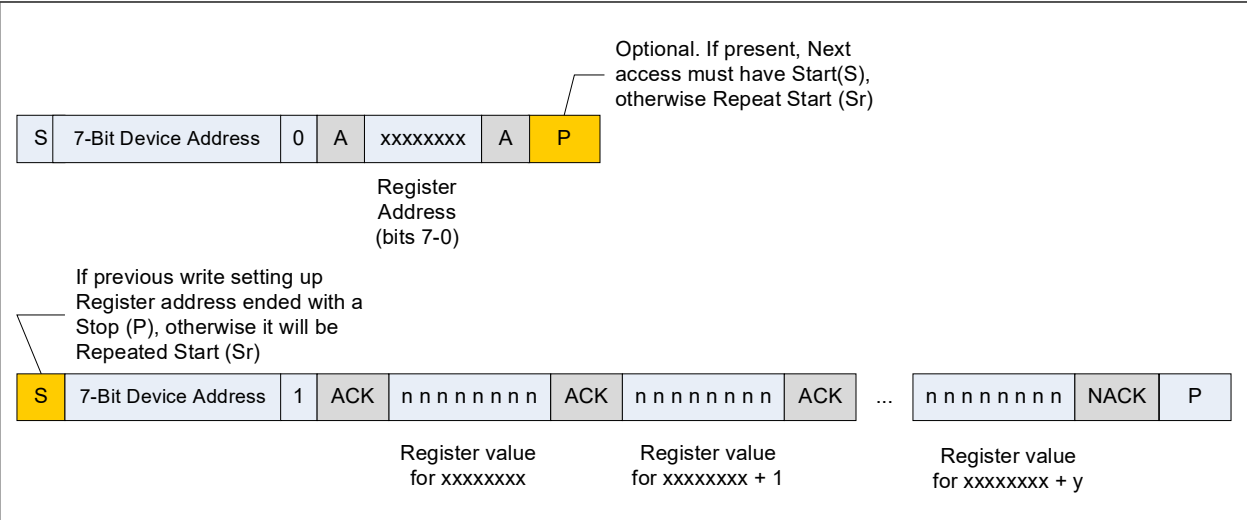 Optional. If present, Next
access must have Start(S),
otherwise Repeat Start (Sr)
S 7-Bit Device Address 0 A xxxxxxxx A P
Register
Address
(bits 7-0)
If previous write setting up
Register address ended with a
Stop (P), otherwise it will be
Repeated Start (Sr)
S 7-Bit Device Address 1 ACK n n n n n n n n ACK n n n n n n n n ACK ... n n n n n n n n NACK P
Register value Register value Register value
for xxxxxxxx for xxxxxxxx + 1 for xxxxxxxx + y